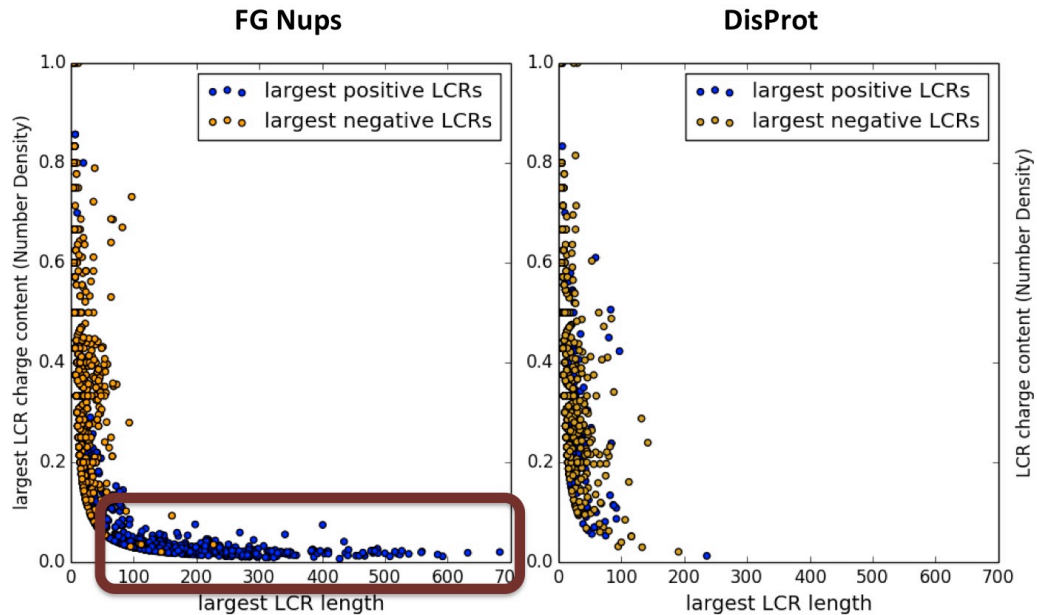 FG Nups
DisProt
largest positive LCRs
largest negative LCRs
largest LCR charge content (Number Density)
1.0
0.8
0.6
0.4
0.2
0.0
0 100 200 300 400 500 600 700
largest LCR length
largest positive LCRs
largest negative LCRs
1.0
0.8
0.6
0.4
0.2
0.0
0 100 200 300 400 500 600 700
largest LCR length
LCR charge content (Number Density)